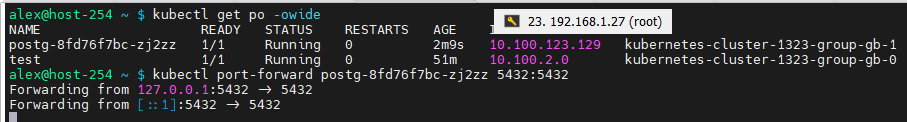 alex@host-254 ~ $ kubectl get po -owide
23. 192.168.1.27 (root)
NAME READY STATUS RESTARTS AGE
postg-8fd76f7bc-zj2zz 1/1 Running 0 2m9s 10.100.123.129 kubernetes-cluster-1323-group-gb-1
test 1/1 Running 0 51m 10.100.2.0 kubernetes-cluster-1323-group-gb-0
alex@host-254 ~ $ kubectl port-forward postg-8fd76f7bc-zj2zz 5432:5432
Forwarding from 127.0.0.1:5432 -> 5432
Forwarding from [::1]:5432 -> 5432